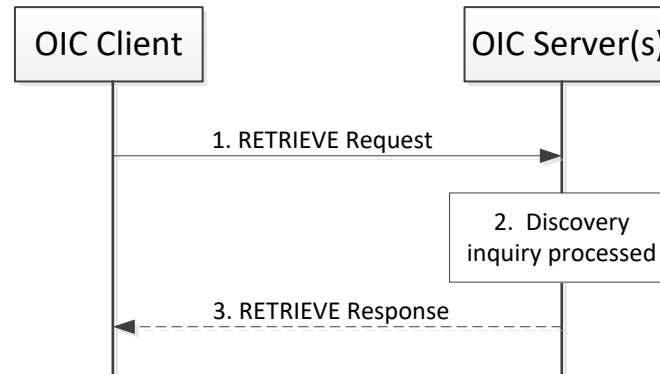 OIC Client
OIC Server(s)
1. RETRIEVE Request
2. Discovery
inquiry processed
3. RETRIEVE Response